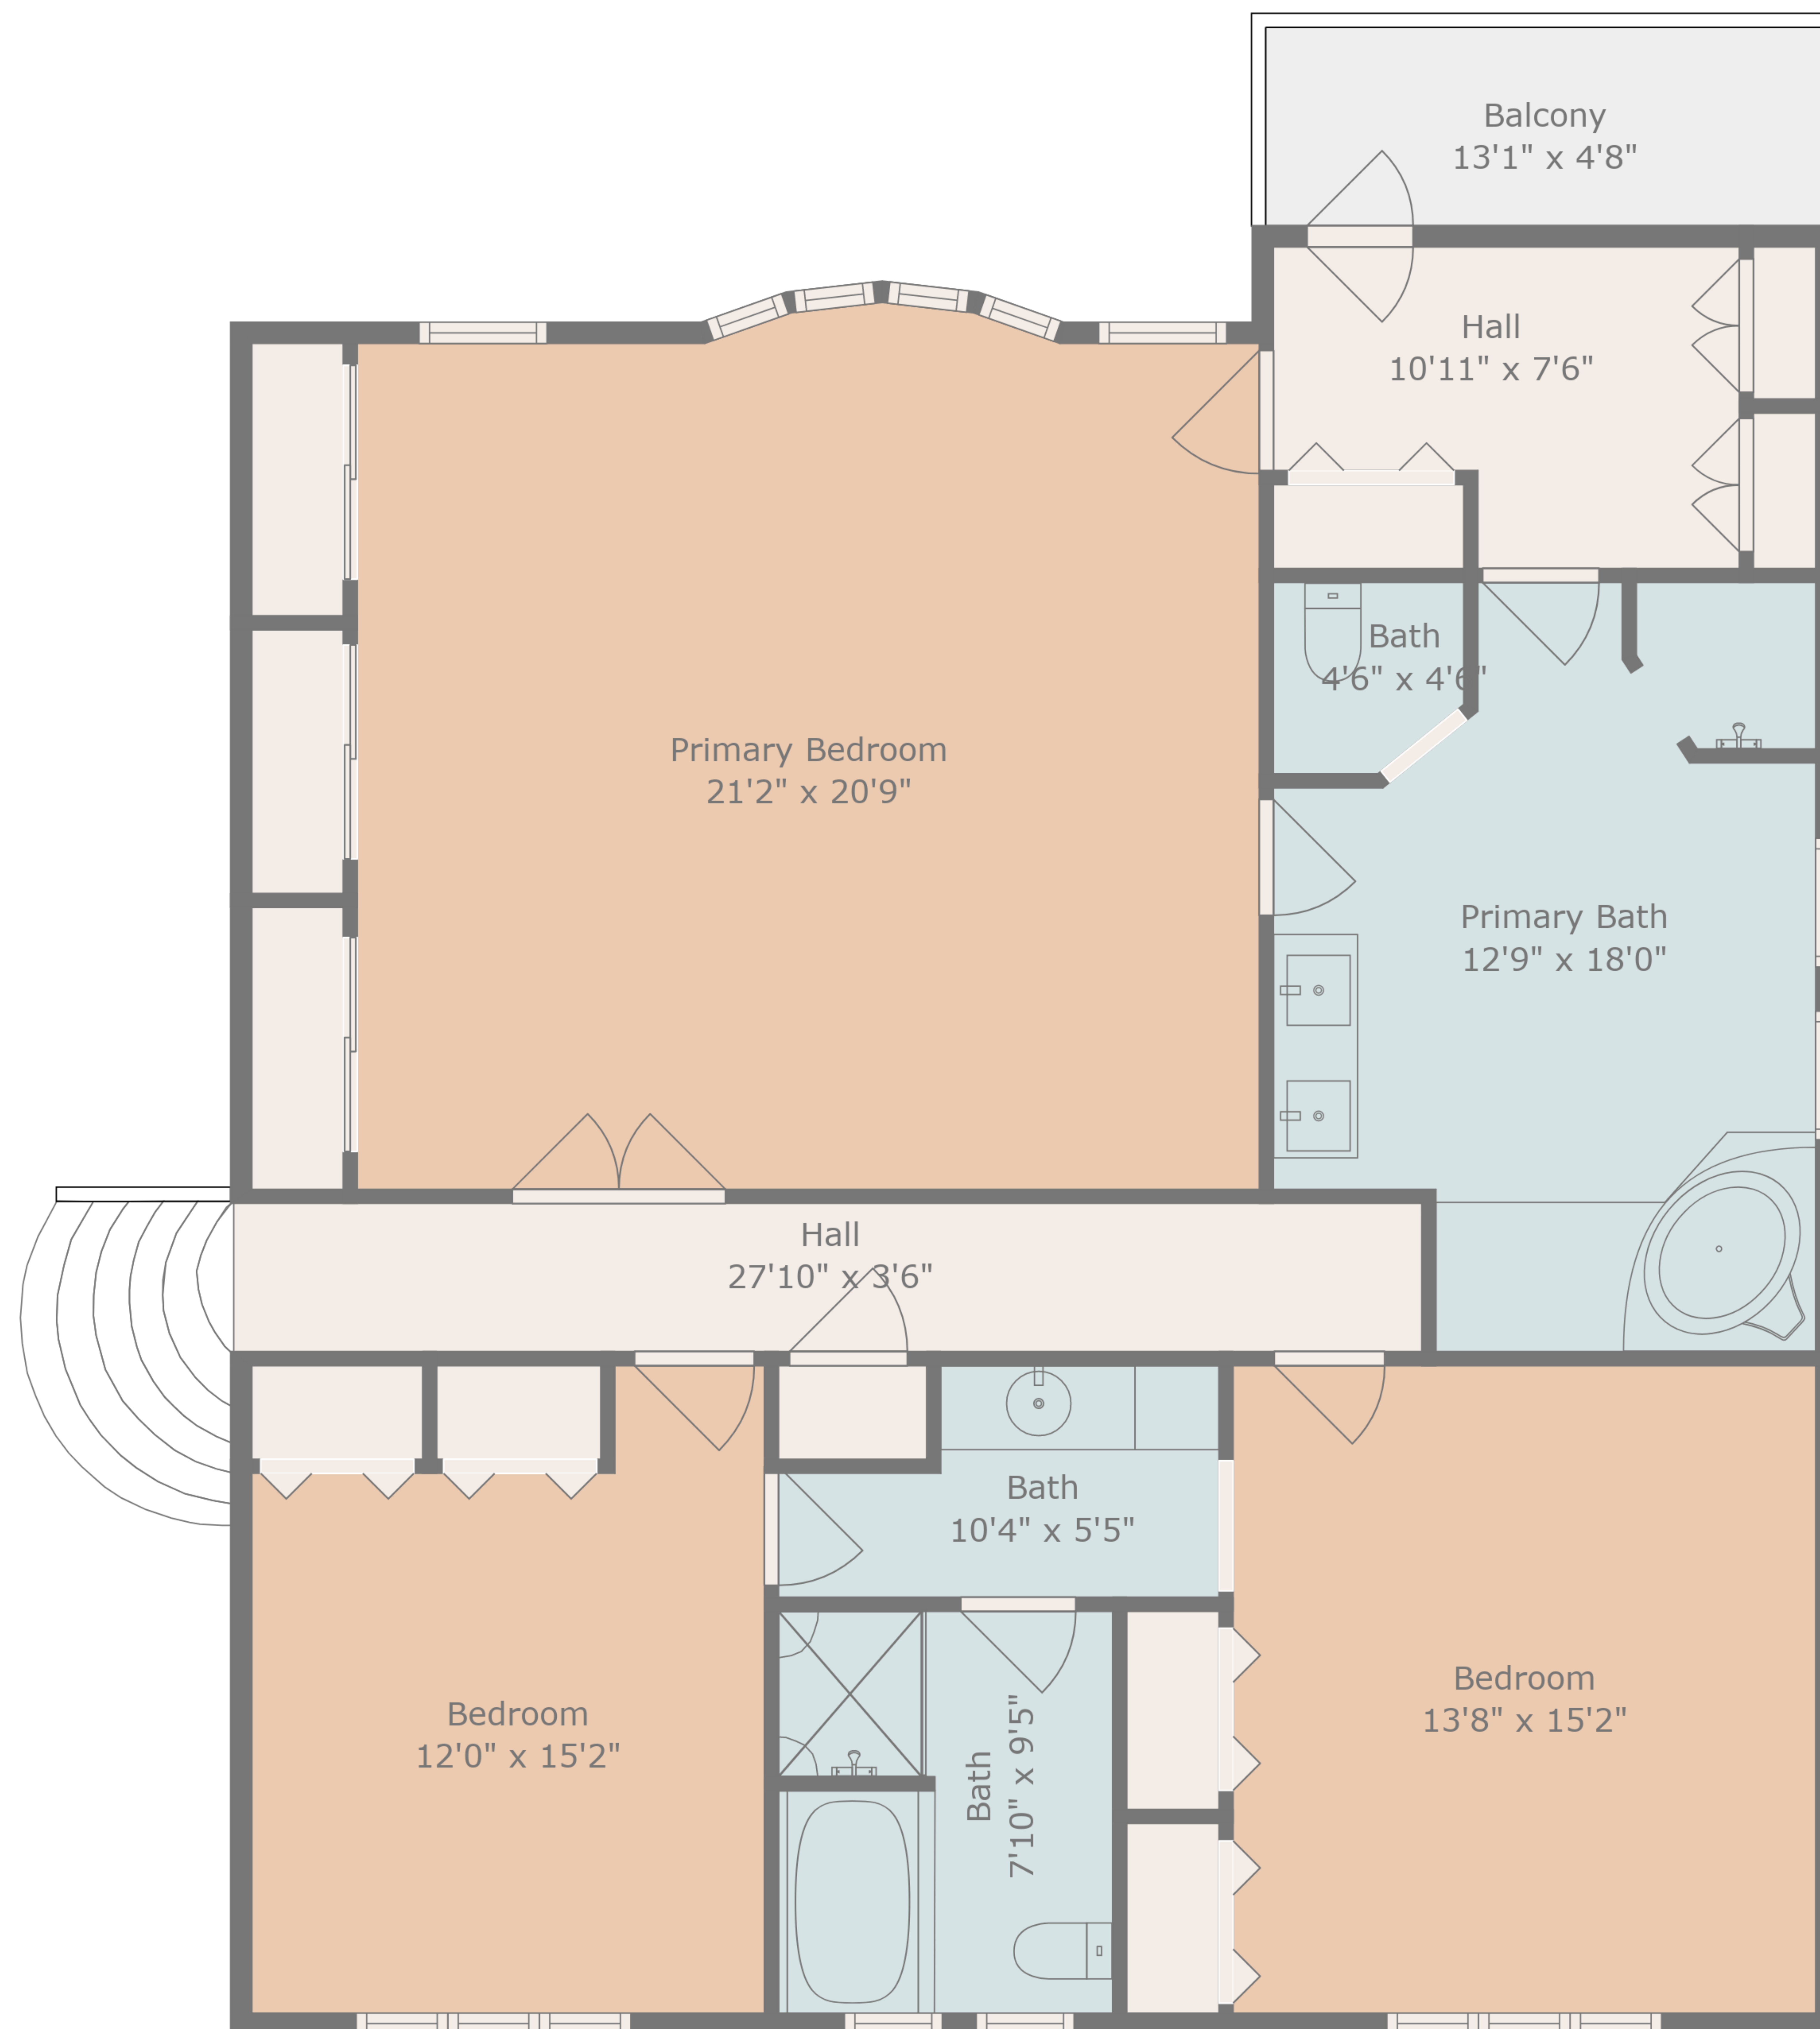 Balcony
13'1" x 4'8"
Hall
10'11" x 7'6"
Bath
4'6" x 4'6"
Primary Bedroom
21'2" x 20'9"
Primary Bath
12'9" x 18'0"
Hall
27'10" x 3'6"
Bath
10'4" x 5'5"
Bedroom
13'8" x 15'2"
Bedroom
12'0" x 15'2"
Bath
7'10" x 9'5"